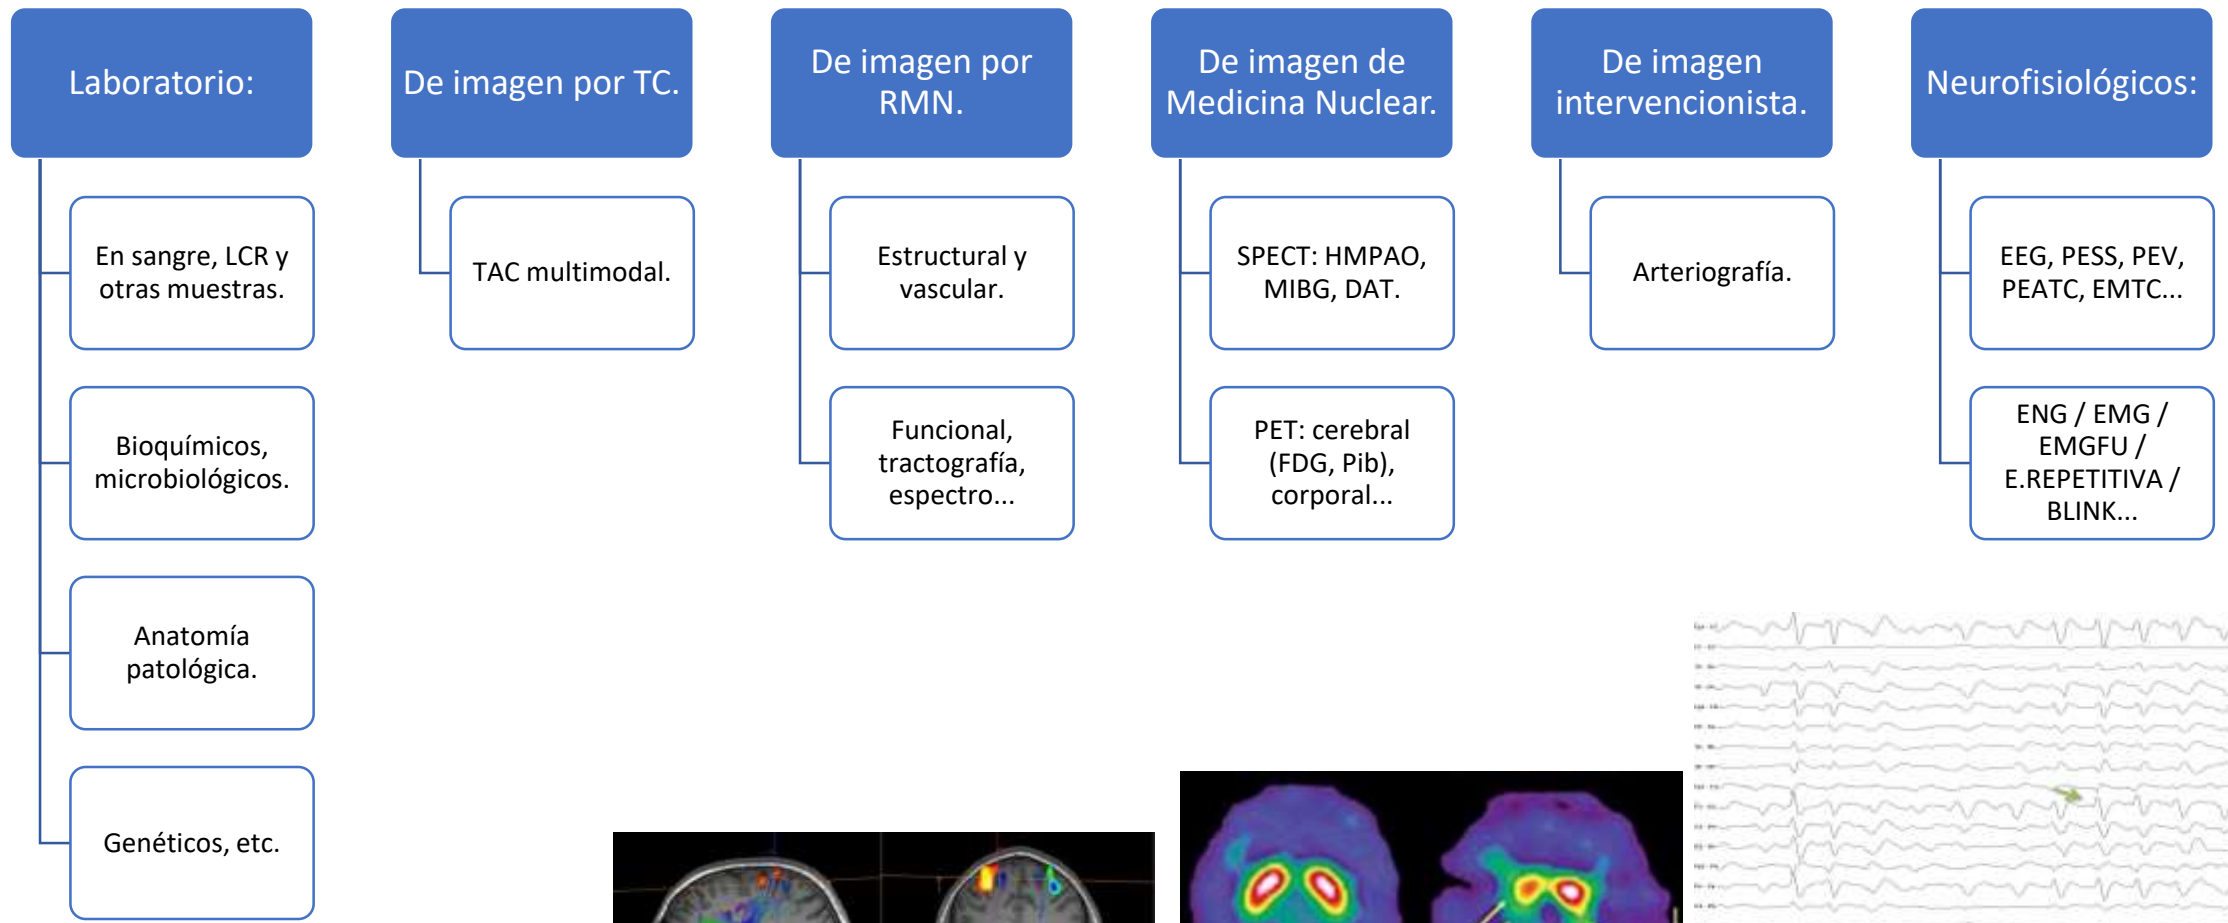 Laboratorio:
En sangre, LCR y
otras muestras.
Bioquímicos,
microbiológicos.
Anatomía
patológica.
Genéticos, etc.
De imagen por TC.
TAC multimodal.
De imagen por
RMN.
Estructural y
vascular.
Funcional,
tractografía,
espectro...
De imagen de
Medicina Nuclear.
SPECT: HMPAO,
MIBG, DAT.
PET: cerebral
(FDG, Pib),
corporal...
De imagen
intervencionista.
Arteriografía.
Neurofisiológicos:
EEG, PESS, PEV,
PEATC, EMTC...
ENG / EMG /
EMGFU /
E.REPETITIVA /
BLINK...